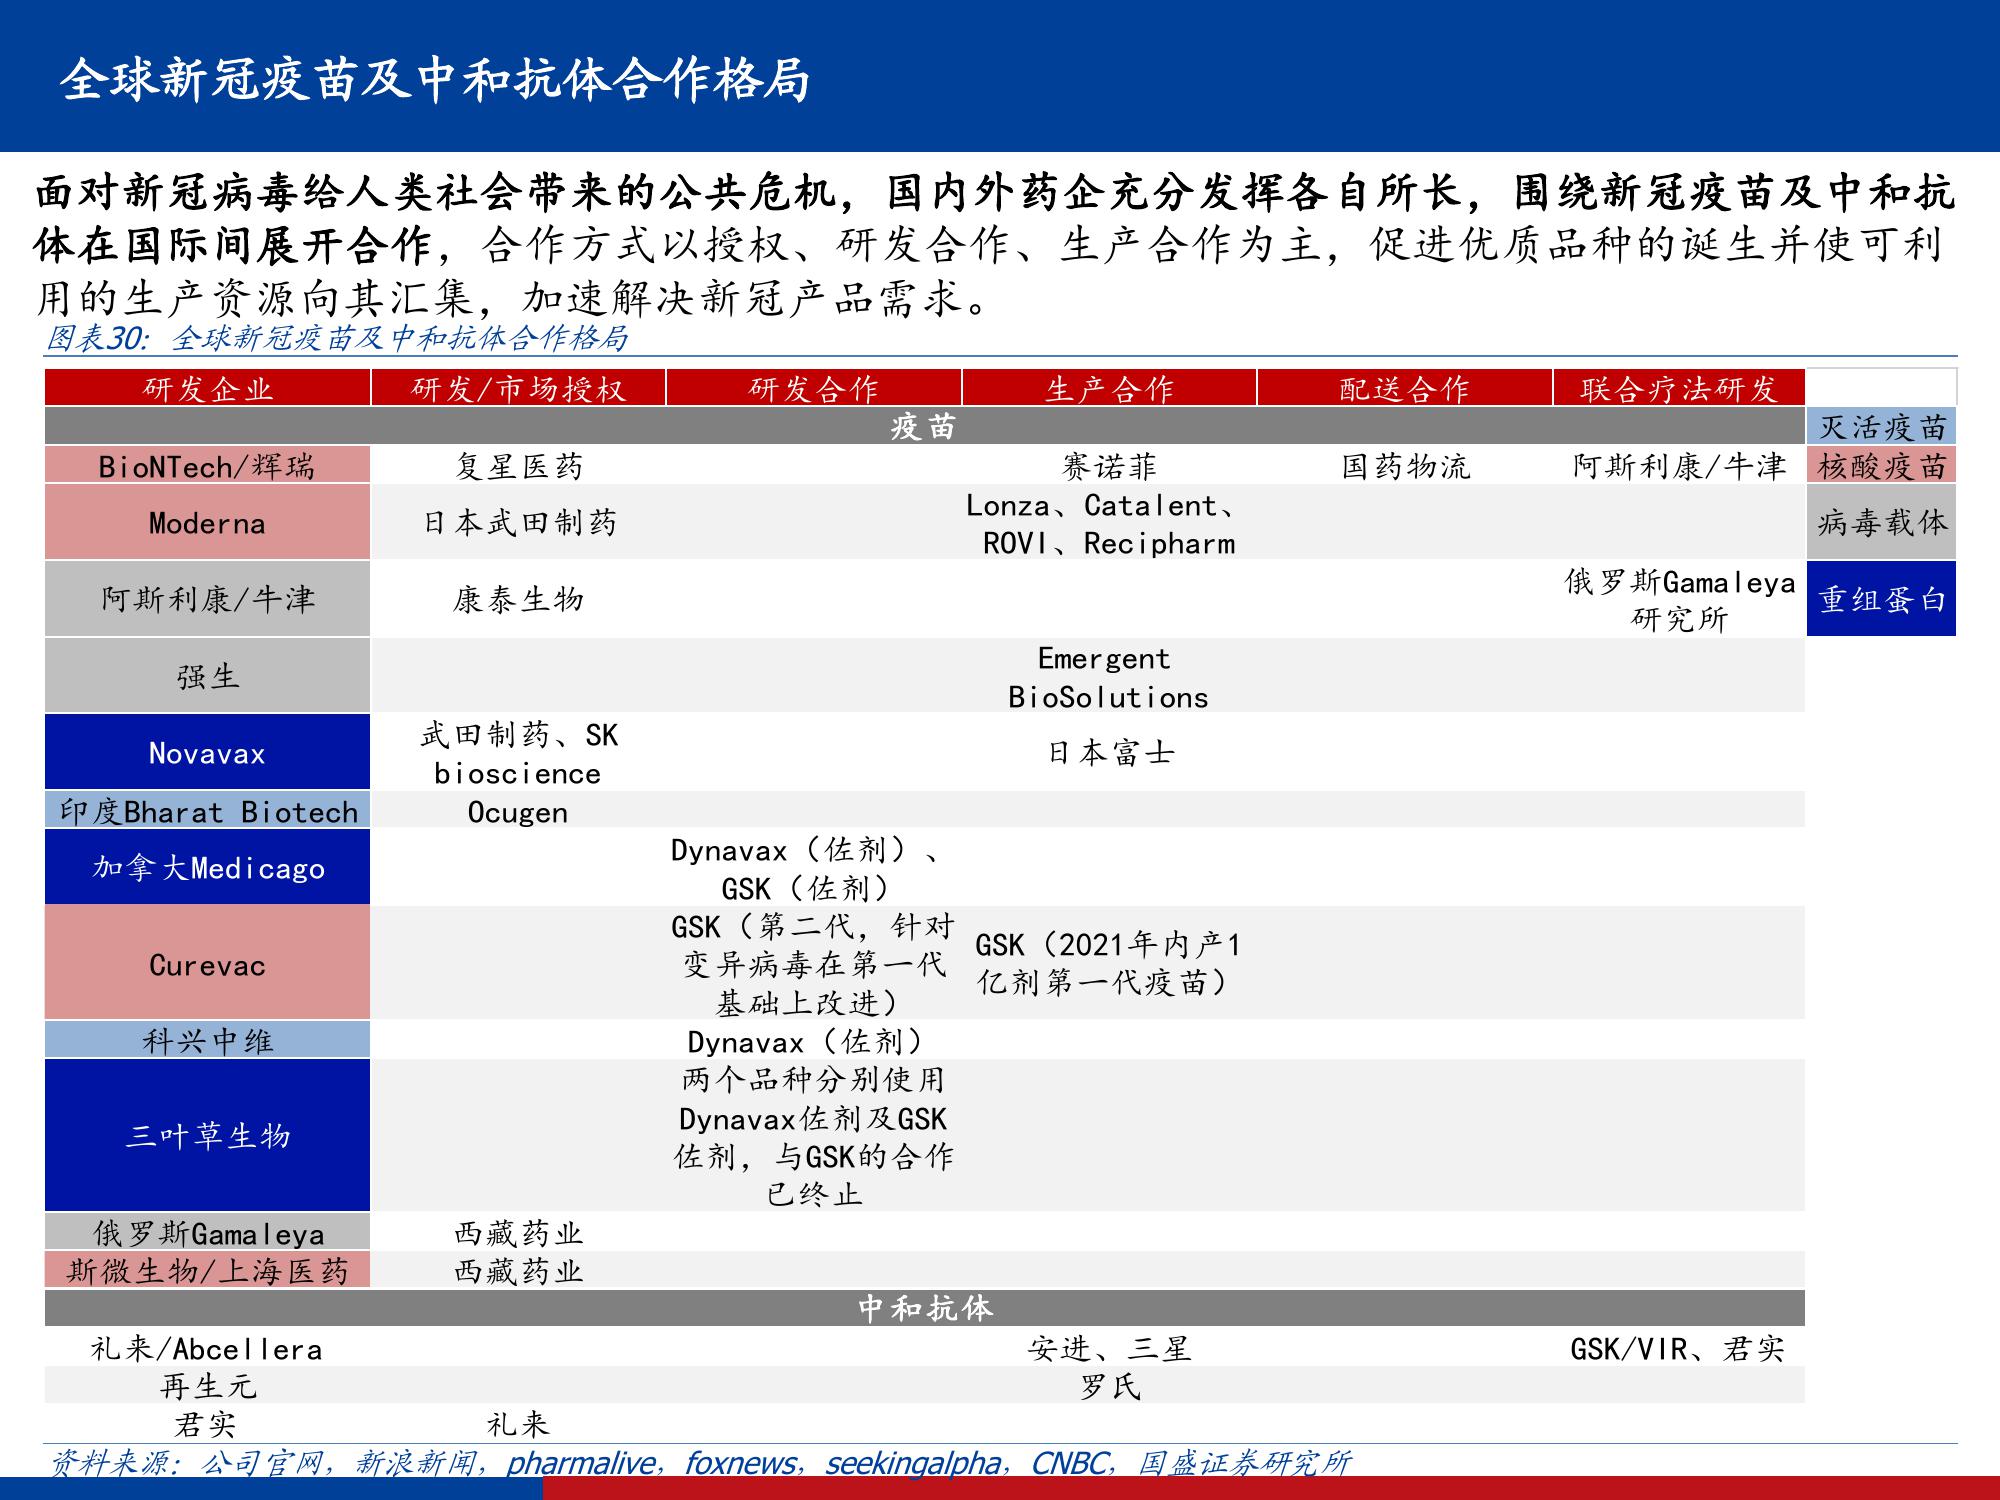 全球新冠疫苗及中和抗体合作格局
面对新冠病毒给人类社会带来的公共危机，国内外药企充分发挥各自所长，围绕新冠疫苗及中和抗
体在国际间展开合作，合作方式以授权、研发合作、生产合作为主，促进优质品种的诞生并使可利
用的生产资源向其汇集，加速解决新冠产品需求。
图表30：全球新冠疫苗及中和抗体合作格局
研发企业 研发/市场授权 研发合作 生产合作 配送合作 联合疗法研发
疫苗 灭活疫苗
BioNTech/辉瑞 复星医药 赛诺菲 国药物流 阿斯利康/牛津 核酸疫苗
Moderna 日本武田制药 Lonza、Catalent、
ROVI、Recipharm 病毒载体
阿斯利康/牛津 康泰生物 俄罗斯Gamaleya
研究所 重组蛋白
强生 Emergent
BioSolutions
Novavax 武田制药、SK
bioscience 日本富士
印度Bharat Biotech Ocugen
加拿大Medicago Dynavax（佐剂）、
GSK（佐剂）
Curevac GSK（第二代，针对
变异病毒在第一代
基础上改进） GSK（2021年内产1
亿剂第一代疫苗）
科兴中维 Dynavax（佐剂）
三叶草生物 两个品种分别使用
Dynavax佐剂及GSK
佐剂，与GSK的合作
已终止
俄罗斯Gamaleya 西藏药业
斯微生物/上海医药 西藏药业
中和抗体
礼来/Abcellera 安进、三星 GSK/VIR、君实
再生元 罗氏
君实 礼来
资料来源：公司官网，新浪新闻，pharmalive，foxnews，seekingalpha，CNBC，国盛证券研究所